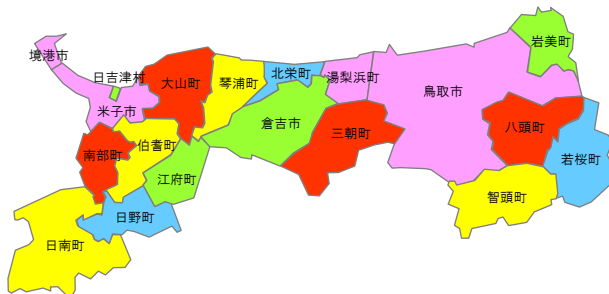 境港市
日吉津村
米子市
大山町
琴浦町
北栄町
湯梨浜町
鳥取市
岩美町
倉吉市
三朝町
八頭町
若桜町
智頭町
南部町
伯耆町
江府町
日野町
日南町